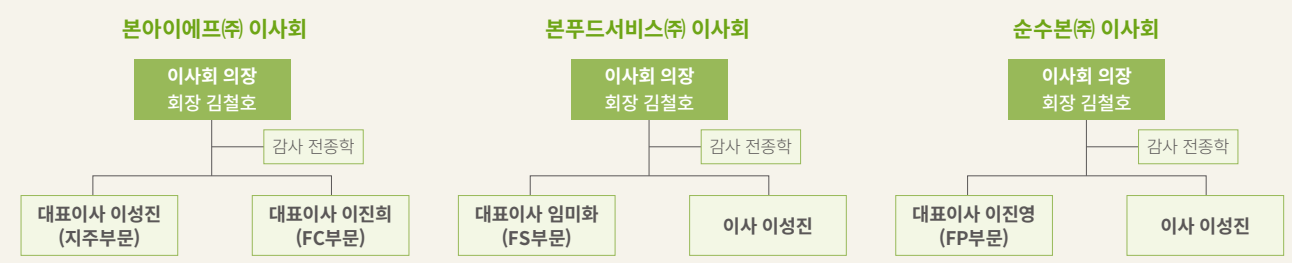 본아이에프㈜ 이사회
이사회 의장
회장 김철호
감사 전종학
대표이사 이성진
(지주부문)
대표이사 이진희
(FC부문)
본푸드서비스㈜ 이사회
이사회 의장
회장 김철호
감사 전종학
대표이사 임미화
(FS부문)
이사 이성진
순수본㈜ 이사회
이사회 의장
회장 김철호
감사 전종학
대표이사 이진영
(FP부문)
이사 이성진